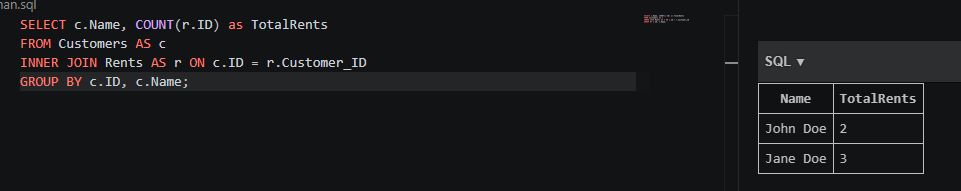 nan.sql
SELECT c.Name, COUNT(r.ID) as TotalRents
FROM Customers AS c
INNER JOIN Rents AS r ON c.ID = r.Customer_ID
GROUP BY c.ID, c.Name;
SQL ▼
Name TotalRents
John Doe 2
Jane Doe 3